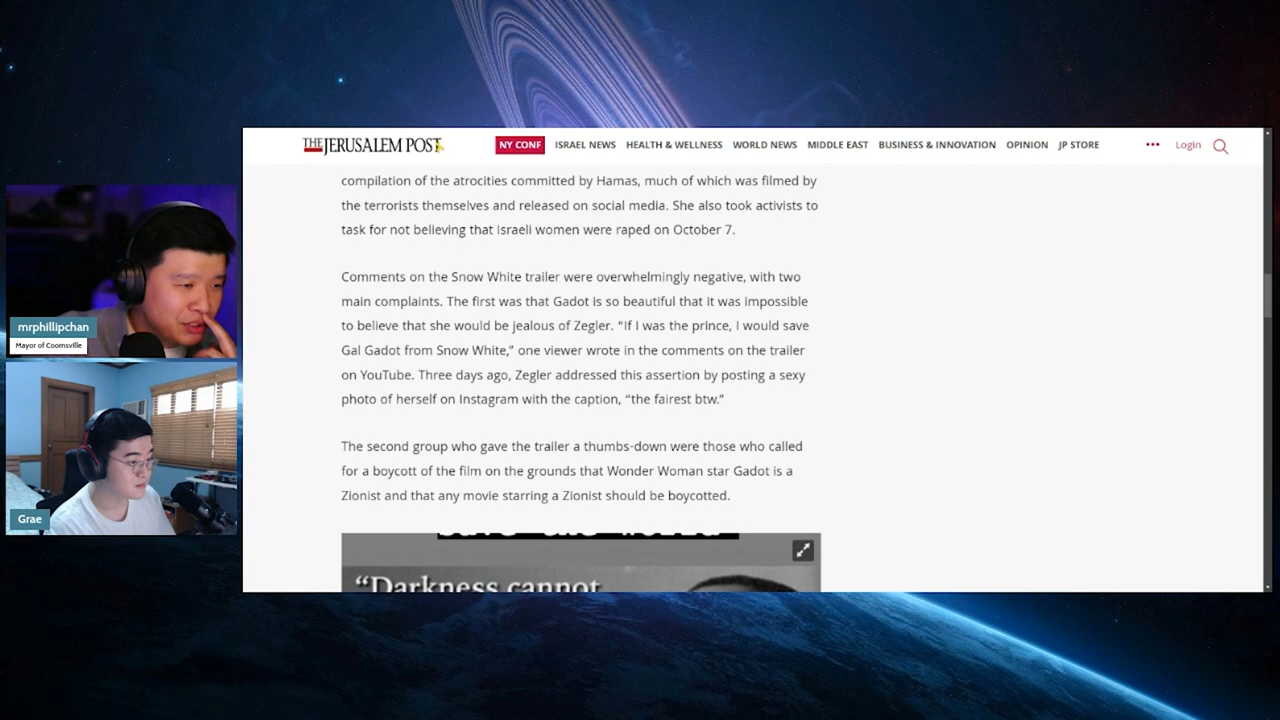 THE JERUSALEM POST
NY CONF ISRAEL NEWS HEALTH & WELLNESS WORLD NEWS MIDDLE EAST BUSINESS & INNOVATION OPINION JP STORE ••• Login
compilation of the atrocities committed by Hamas, much of which was filmed by
the terrorists themselves and released on social media. She also took activists to
task for not believing that Israeli women were raped on October 7.
Comments on the Snow White trailer were overwhelmingly negative, with two
main complaints. The first was that Gadot is so beautiful that it was impossible
to believe that she would be jealous of Zegler. “If I was the prince, I would save
Gal Gadot from Snow White,” one viewer wrote in the comments on the trailer
on YouTube. Three days ago, Zegler addressed this assertion by posting a sexy
photo of herself on Instagram with the caption, “the fairest btw.”
The second group who gave the trailer a thumbs-down were those who called
for a boycott of the film on the grounds that Wonder Woman star Gadot is a
Zionist and that any movie starring a Zionist should be boycotted.
“Darkness cannot
mrphillipchan
Mayor of Coomsville
Grae